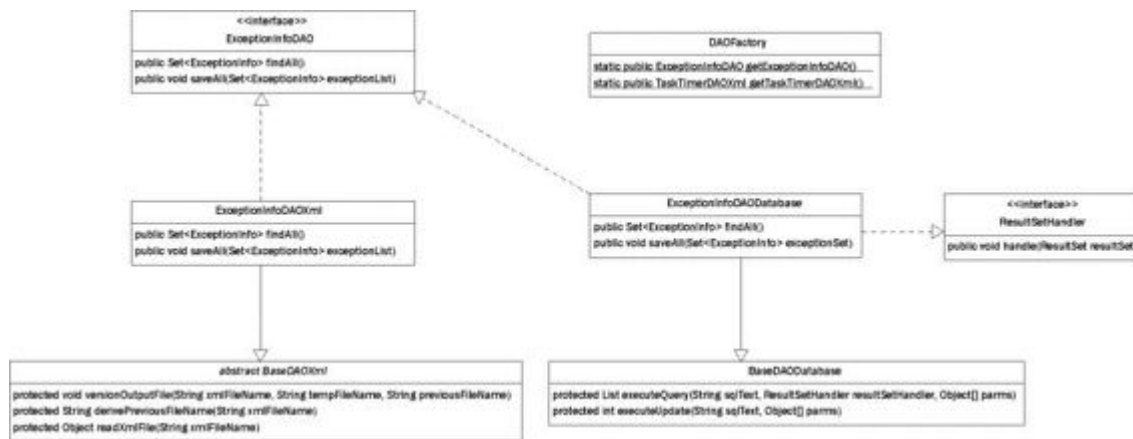 <<interface>>
ExceptionInfoDAO
public Set<ExceptionInfo> findAll()
public void saveAll(Set<ExceptionInfo> exceptionList)
DAOFactory
static public ExceptionInfoDAO getExceptionInfoDAO()
static public TaskTimerDAOXml getTaskTimerDAOXml()
ExceptionInfoDAOXml
public Set<ExceptionInfo> findAll()
public void saveAll(Set<ExceptionInfo> exceptionList)
ExceptionInfoDAODatabase
public Set<ExceptionInfo> findAll()
public void saveAll(Set<ExceptionInfo> exceptionSet)
<<interface>>
ResultSetHandler
public void handle(ResultSet resultSet
abstract BaseDAOXml
protected void versionOutputFile(String xmlFileName, String tempFileName, String previousFileName)
protected String derivePreviousFileName(String xmlFileName)
protected Object readXmlFile(String xmlFileName)
BaseDAODatabase
protected List executeQuery(String sqlText, ResultSetHandler resultSetHandler, Object[] parms)
protected int executeUpdate(String sqlText, Object[] parms)